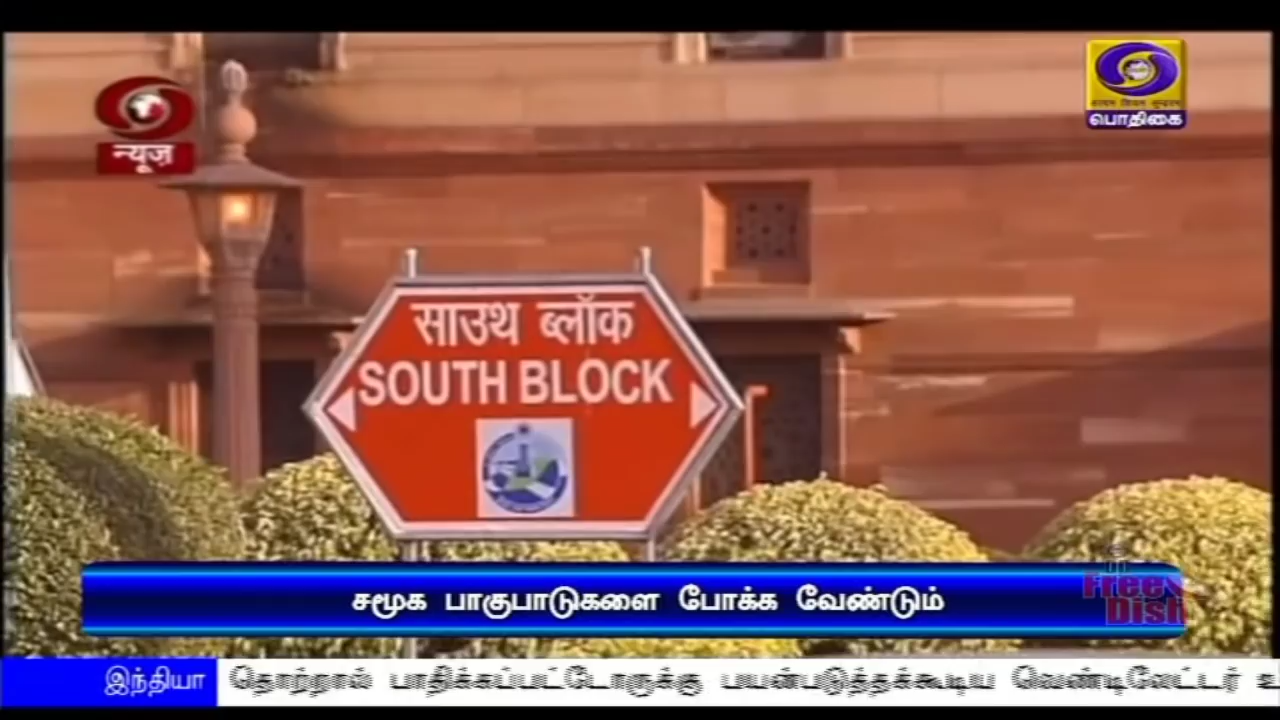 न्यूज़
பொதிகை
साउथ ब्लॉक
SOUTH BLOCK
சமூக பாகுபாடுகளை போக்க வேண்டும்
Free
Dish
இந்தியா
தொற்றால் பாதிக்கப்பட்டோருக்கு பயன்படுத்தக்கூடிய வெண்டிலேட்டர்